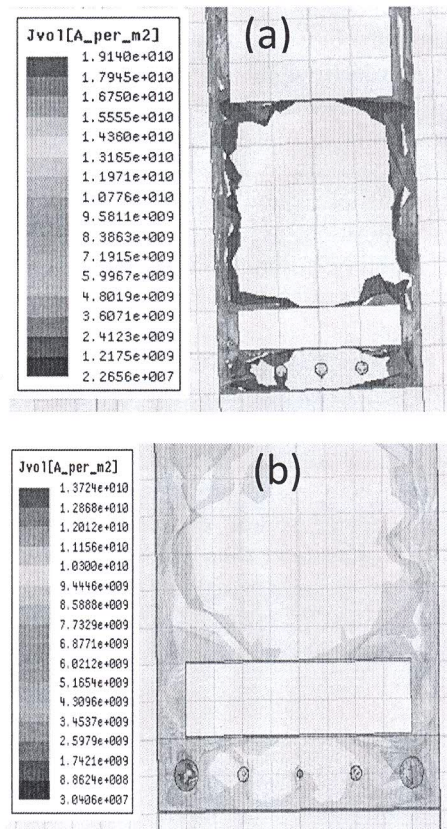 Jvol[A_per_m2]
1.9140e+010
1.7945e+010
1.6750e+010
1.5555e+010
1.4360e+010
1.3165e+010
1.1971e+010
1.0776e+010
9.5811e+009
8.3863e+009
7.1915e+009
5.9967e+009
4.8019e+009
3.6071e+009
2.4123e+009
1.2175e+009
2.2656e+007
(a)
Jvol[A_per_m2]
1.3724e+010
1.2868e+010
1.2012e+010
1.1156e+010
1.0300e+010
9.4446e+009
8.5888e+009
7.7329e+009
6.8771e+009
6.0212e+009
5.1654e+009
4.3096e+009
3.4537e+009
2.5979e+009
1.7421e+009
8.8624e+008
3.0406e+007
(b)